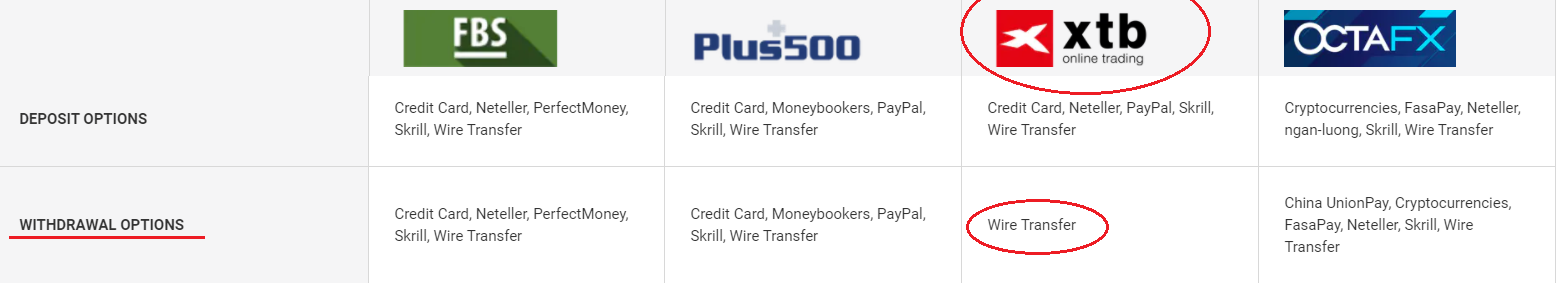 FBS
Plus500
xtb
online trading
OCTAFX
DEPOSIT OPTIONS
Credit Card, Neteller, PerfectMoney,
Skrill, Wire Transfer
Credit Card, Moneybookers, PayPal,
Skrill, Wire Transfer
Credit Card, Neteller, PayPal, Skrill,
Wire Transfer
Cryptocurrencies, FasaPay, Neteller,
ngan-luong, Skrill, Wire Transfer
WITHDRAWAL OPTIONS
Credit Card, Neteller, PerfectMoney,
Skrill, Wire Transfer
Credit Card, Moneybookers, PayPal,
Skrill, Wire Transfer
Wire Transfer
China UnionPay, Cryptocurrencies,
FasaPay, Neteller, Skrill, Wire
Transfer